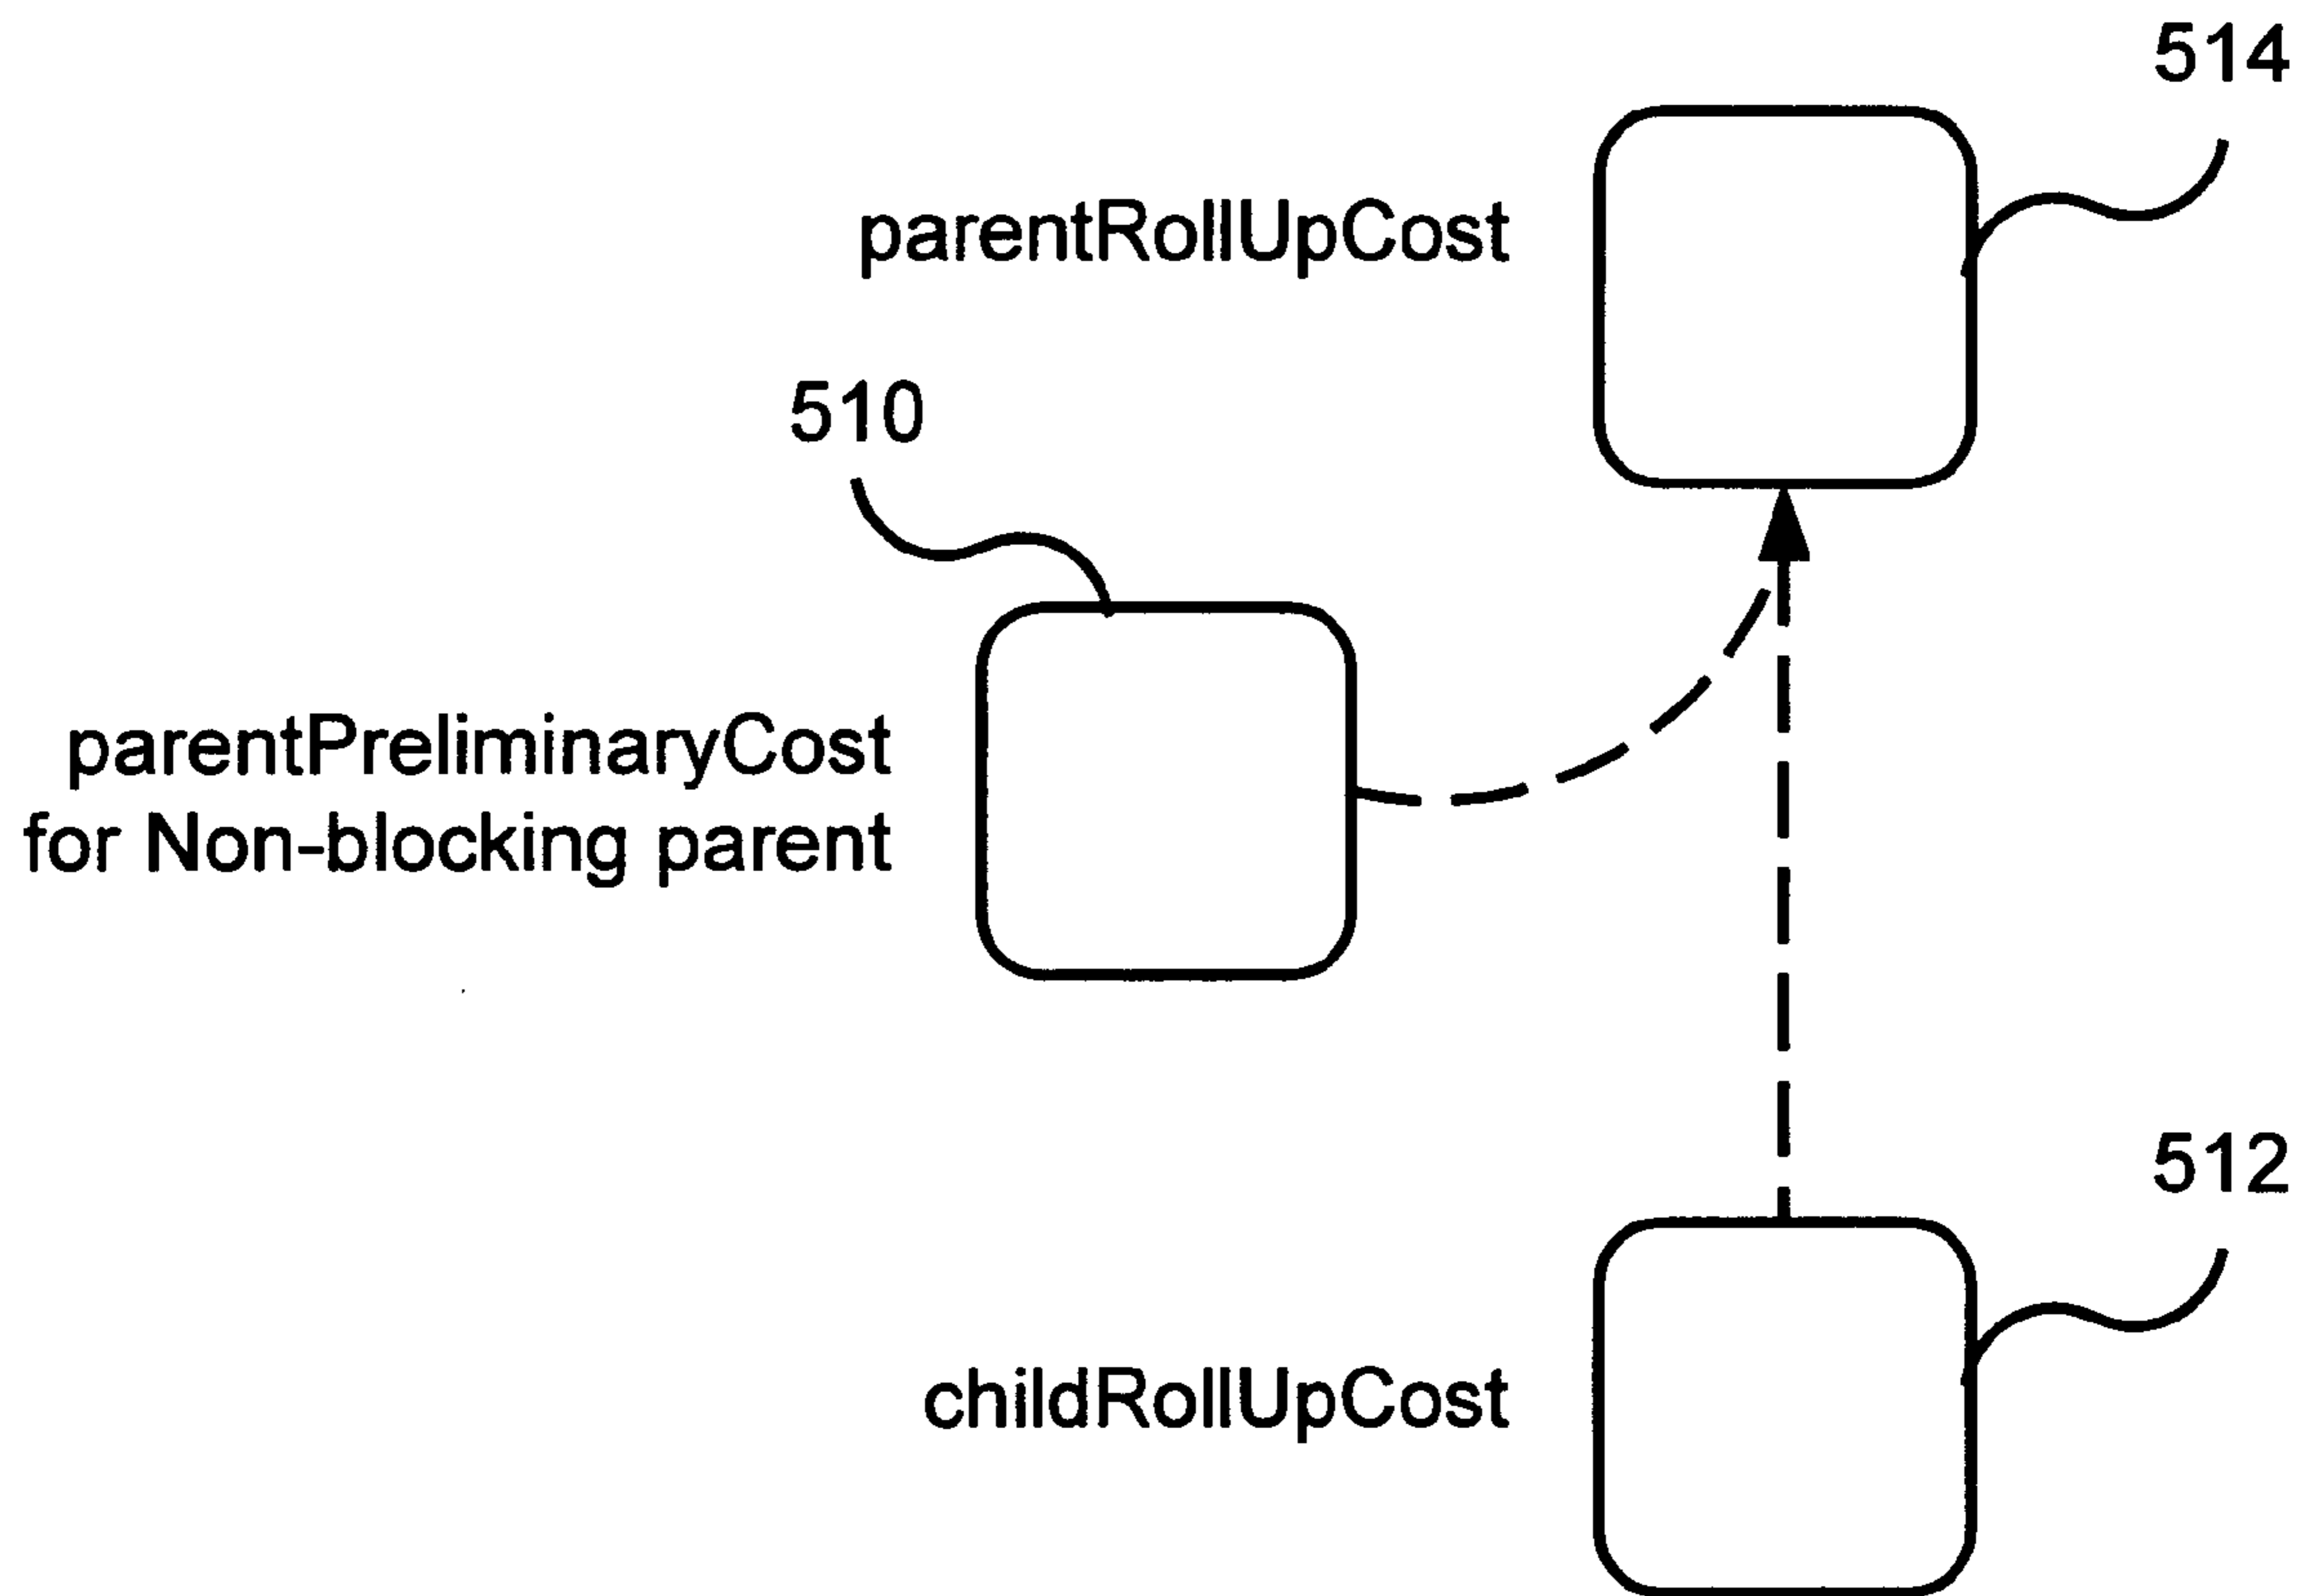 514
parentRollUpCost
510
parentPreliminaryCost
for Non-blocking parent
512
childRollUpCost